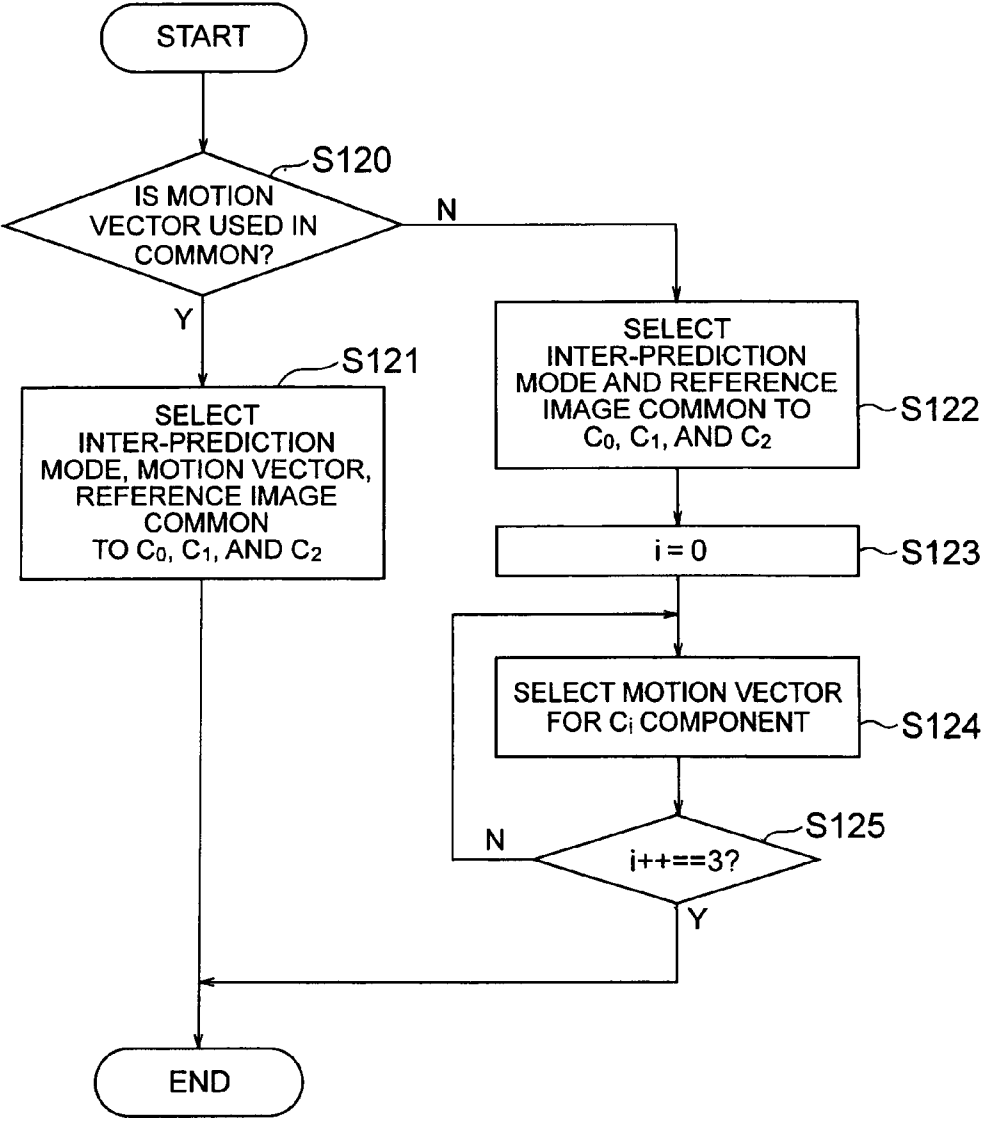 START
S120
IS MOTION
VECTOR USED IN
COMMON?
N
Y
S121
SELECT
INTER-PREDICTION
MODE, MOTION VECTOR,
REFERENCE IMAGE
COMMON
TO C₀, C₁, AND C₂
SELECT
INTER-PREDICTION
MODE AND REFERENCE
IMAGE COMMON TO
C₀, C₁, AND C₂
S122
i = 0
S123
SELECT MOTION VECTOR
FOR Cᵢ COMPONENT
S124
S125
N
i++==3?
Y
END